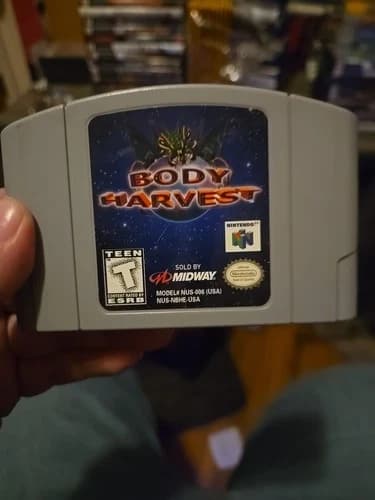 BODY
HARVEST
NINTENDO 64
TEEN
T
CONTENT RATED BY
ESRB
SOLD BY
MIDWAY
MODEL# NUS-006 (USA)
NUS-NBHE-USA
Nintendo